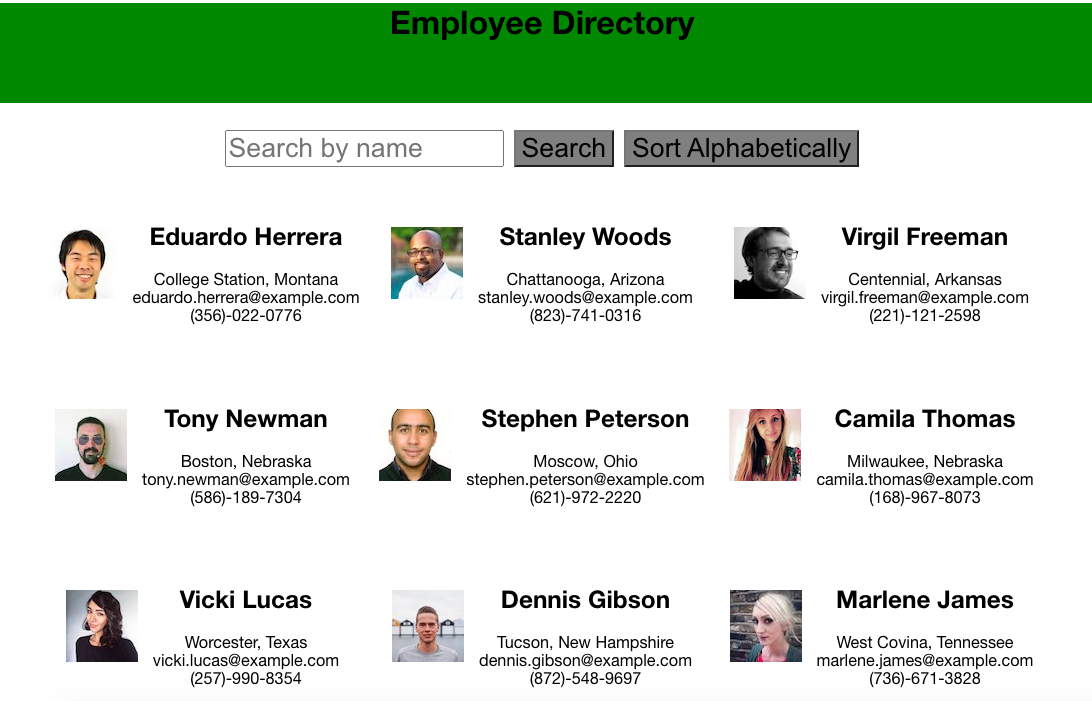 Employee Directory
Search by name Search Sort Alphabetically
Eduardo Herrera
College Station, Montana
eduardo.herrera@example.com
(356)-022-0776
Stanley Woods
Chattanooga, Arizona
stanley.woods@example.com
(823)-741-0316
Virgil Freeman
Centennial, Arkansas
virgil.freeman@example.com
(221)-121-2598
Tony Newman
Boston, Nebraska
tony.newman@example.com
(586)-189-7304
Stephen Peterson
Moscow, Ohio
stephen.peterson@example.com
(621)-972-2220
Camila Thomas
Milwaukee, Nebraska
camila.thomas@example.com
(168)-967-8073
Vicki Lucas
Worcester, Texas
vicki.lucas@example.com
(257)-990-8354
Dennis Gibson
Tucson, New Hampshire
dennis.gibson@example.com
(872)-548-9697
Marlene James
West Covina, Tennessee
marlene.james@example.com
(736)-671-3828